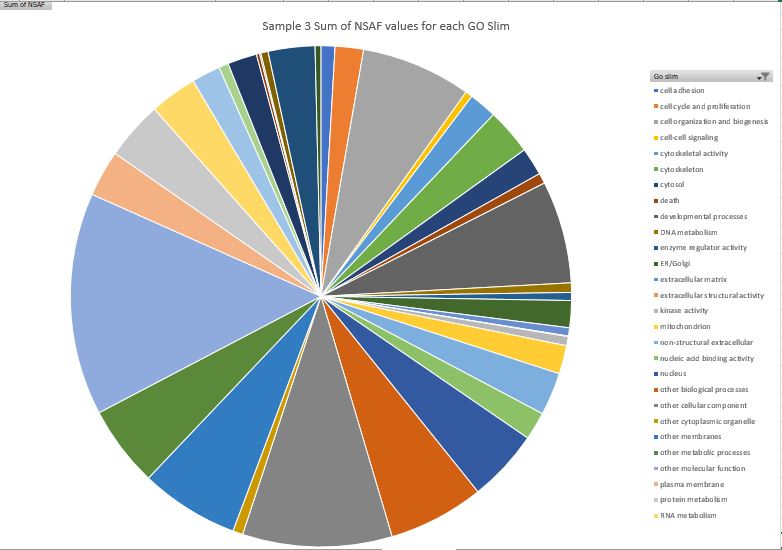 Sum of NSAF
Sample 3 Sum of NSAF values for each GO Slim
Go slim
cell adhesion
cell cycle and proliferation
cell organization and biogenesis
cell-cell signaling
cytoskeletal activity
cytoskeleton
cytosol
death
developmental processes
DNA metabolism
enzyme regulator activity
ER/Golgi
extracellular matrix
extracellular structural activity
kinase activity
mitochondrion
non-structural extracellular
nucleic acid binding activity
nucleus
other biological processes
other cellular component
other cytoplasmic organelle
other membranes
other metabolic processes
other molecular function
plasma membrane
protein metabolism
RNA metabolism